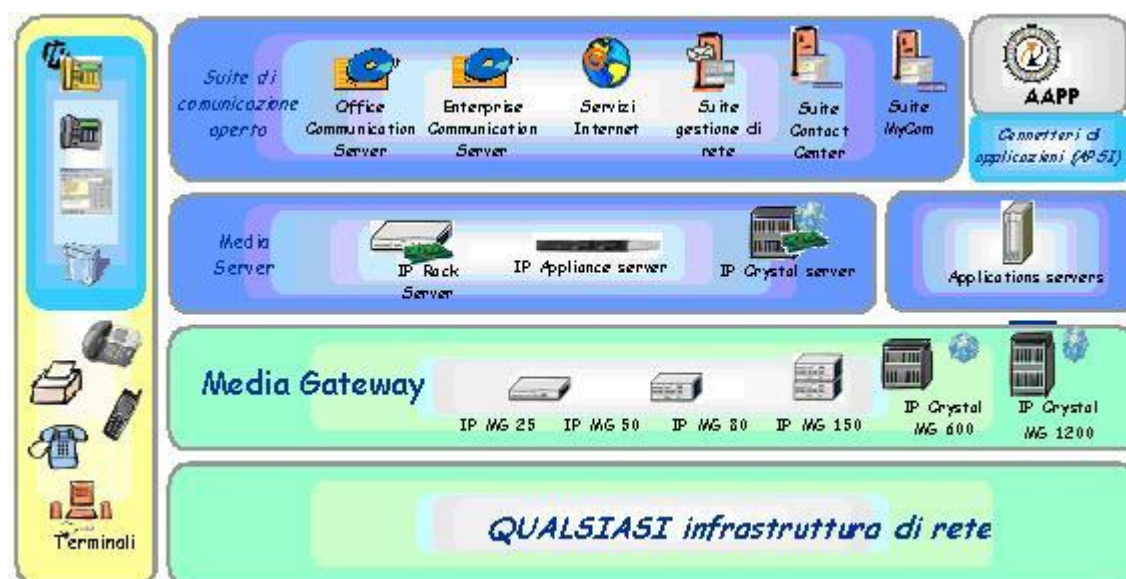 Suite di
comunicazione
aperto
Office
Communication
Server
Enterprise
Communication
Server
Servizi
Internet
Suite
gestione di
rete
Suite
Contact
Center
Suite
MyCom
AAPP
Connettori di
applicazioni (APSI)
Media
Server
IP Rack
Server
IP Appliance server
IP Crystal server
Applications servers
Media Gateway
IP MG 25
IP MG 50
IP MG 80
IP MG 150
IP Crystal
MG 600
IP Crystal
MG 1200
Terminali
QUALSIASI infrastruttura di rete